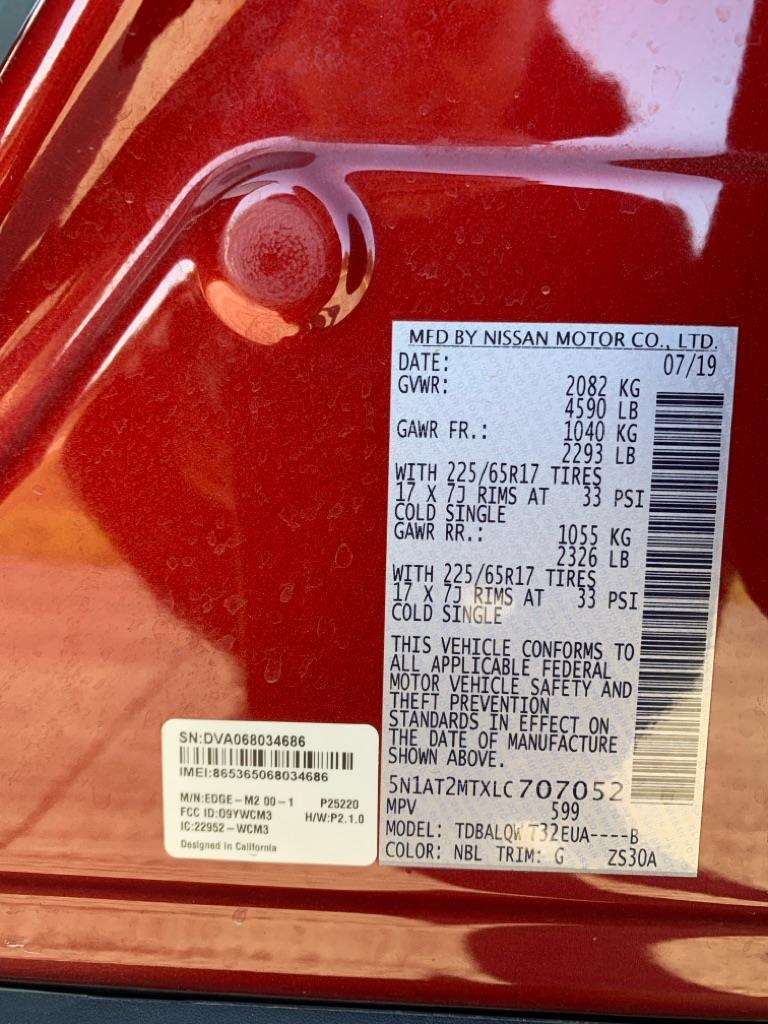 MFD BY NISSAN MOTOR CO., LTD.
DATE: 07/19
GVWR: 2082 KG
4590 LB
GAWR FR.: 1040 KG
2293 LB
WITH 225/65R17 TIRES
17 X 7J RIMS AT 33 PSI
COLD SINGLE
GAWR RR.: 1055 KG
2326 LB
WITH 225/65R17 TIRES
17 X 7J RIMS AT 33 PSI
COLD SINGLE
THIS VEHICLE CONFORMS TO
ALL APPLICABLE FEDERAL
MOTOR VEHICLE SAFETY AND
THEFT PREVENTION
STANDARDS IN EFFECT ON
THE DATE OF MANUFACTURE
SHOWN ABOVE.
5N1AT2MTXLC707052
MPV 599
MODEL: TDBALQW T32EUA----B
COLOR: NBL TRIM: G ZS30A
SN:DVA068034686
IMEI:865365068034686
M/N:EDGE-M2 00-1 P25220
FCC ID:O9YWCM3 H/W:P2.1.0
IC:22952-WCM3
Designed in California